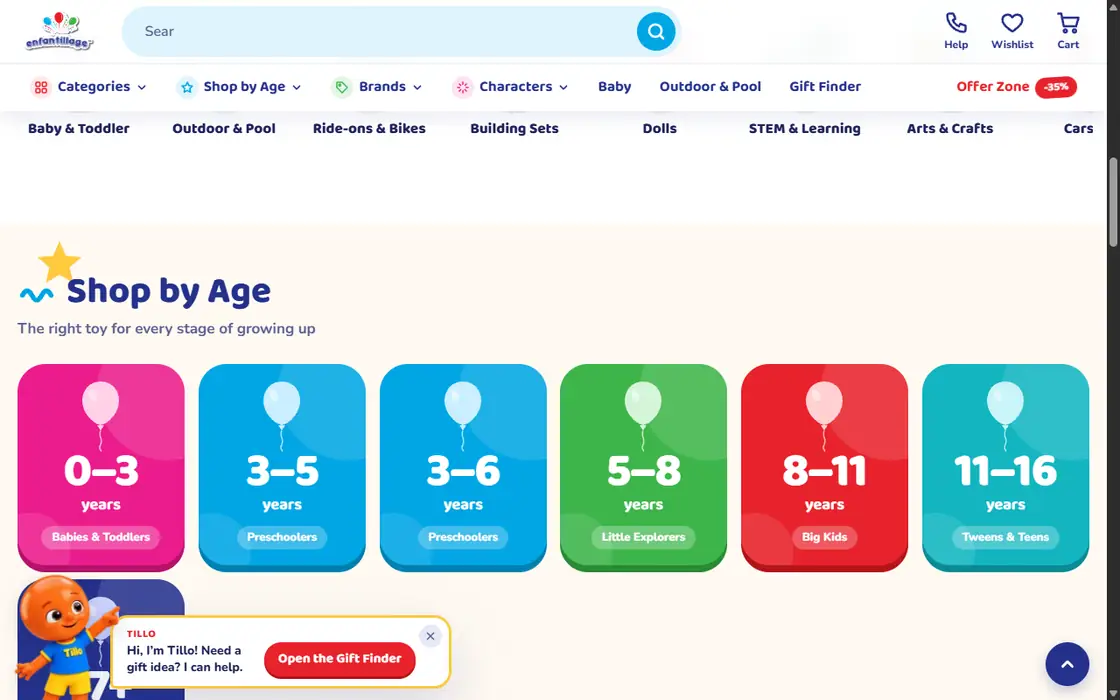 enfantillage
Sear
Help
Wishlist
Cart
Categories
Shop by Age
Brands
Characters
Baby
Outdoor & Pool
Gift Finder
Offer Zone
-35%
Baby & Toddler
Outdoor & Pool
Ride-ons & Bikes
Building Sets
Dolls
STEM & Learning
Arts & Crafts
Cars
Shop by Age
The right toy for every stage of growing up
0–3
years
Babies & Toddlers
3–5
years
Preschoolers
3–6
years
Preschoolers
5–8
years
Little Explorers
8–11
years
Big Kids
11–16
years
Tweens & Teens
Tillo
TILLO
Hi, I'm Tillo! Need a
gift idea? I can help.
Open the Gift Finder